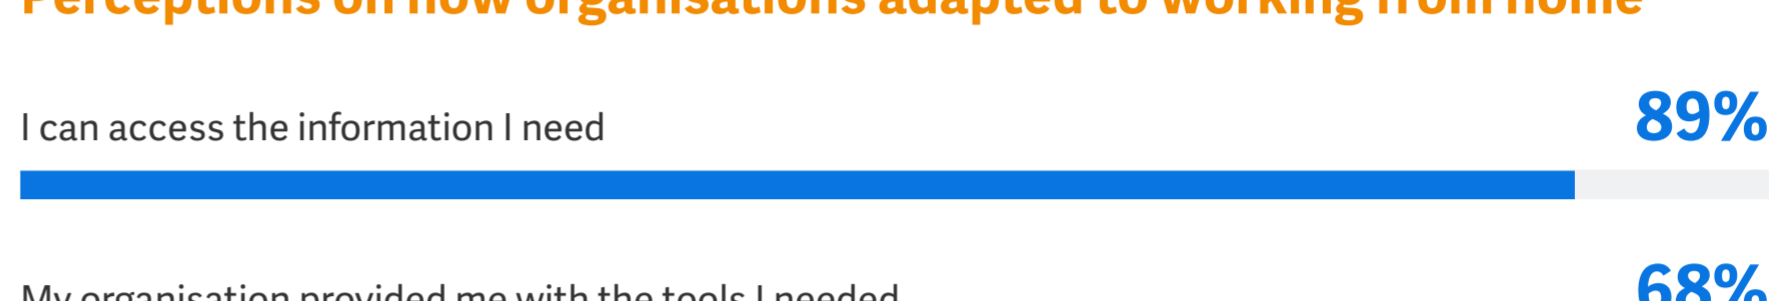 Perceptions on how organisations adapted to working from home
I can access the information I need 89%
My organisation provided me with the tools I needed 68%